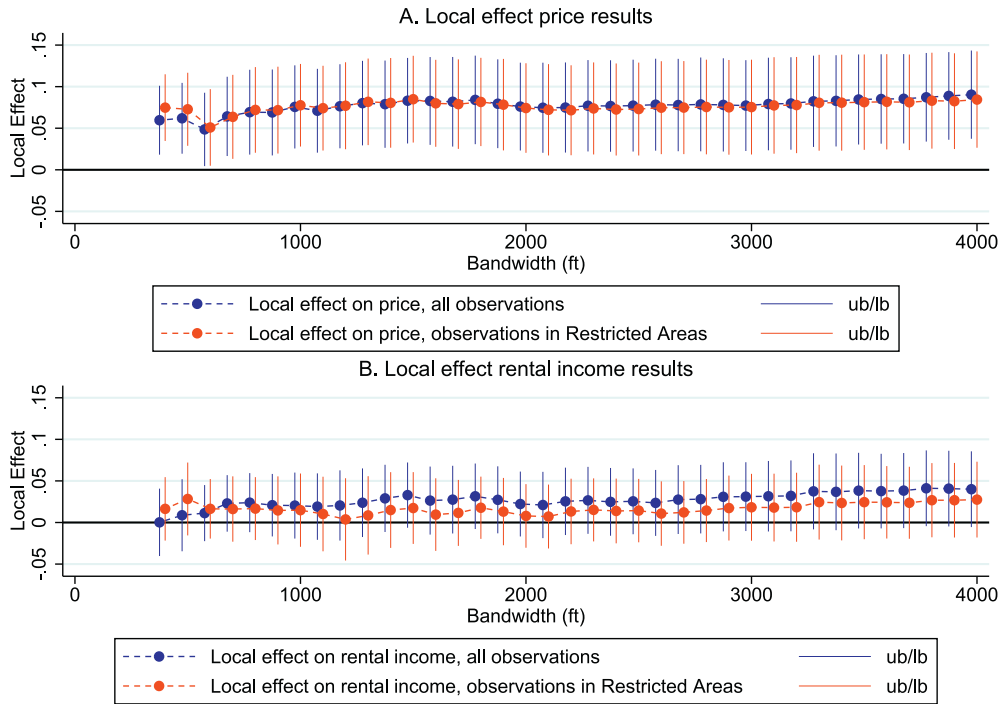 A. Local effect price results
.15
.1
.05
0
-.05
Local Effect
0 1000 2000 3000 4000
Bandwidth (ft)
Local effect on price, all observations ub/lb
Local effect on price, observations in Restricted Areas ub/lb
B. Local effect rental income results
.15
.1
.05
0
-.05
Local Effect
0 1000 2000 3000 4000
Bandwidth (ft)
Local effect on rental income, all observations ub/lb
Local effect on rental income, observations in Restricted Areas ub/lb